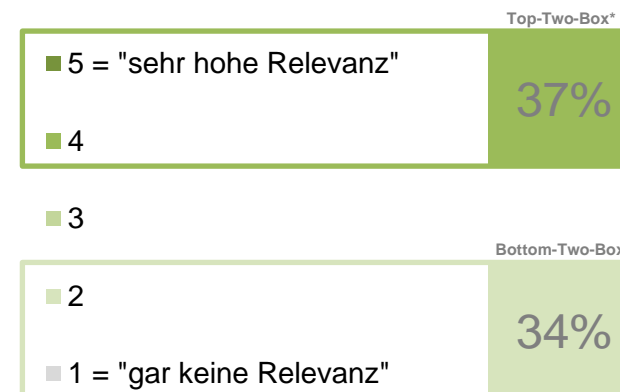 Top-Two-Box*
5 = "sehr hohe Relevanz"
37%
4
3
Bottom-Two-Box
2
34%
1 = "gar keine Relevanz"